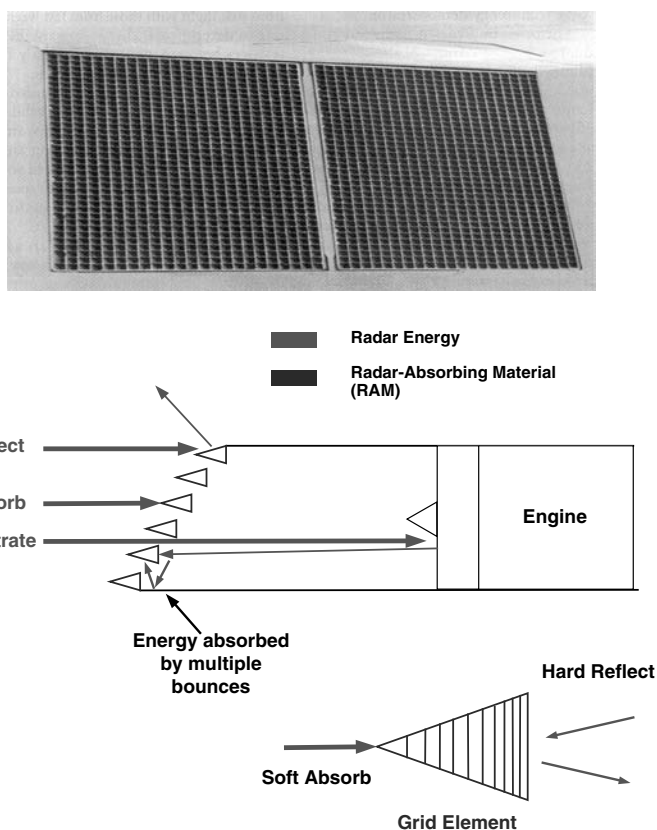 Radar Energy
Radar-Absorbing Material
(RAM)
Engine
Energy absorbed
by multiple
bounces
Hard Reflect
Soft Absorb
Grid Element